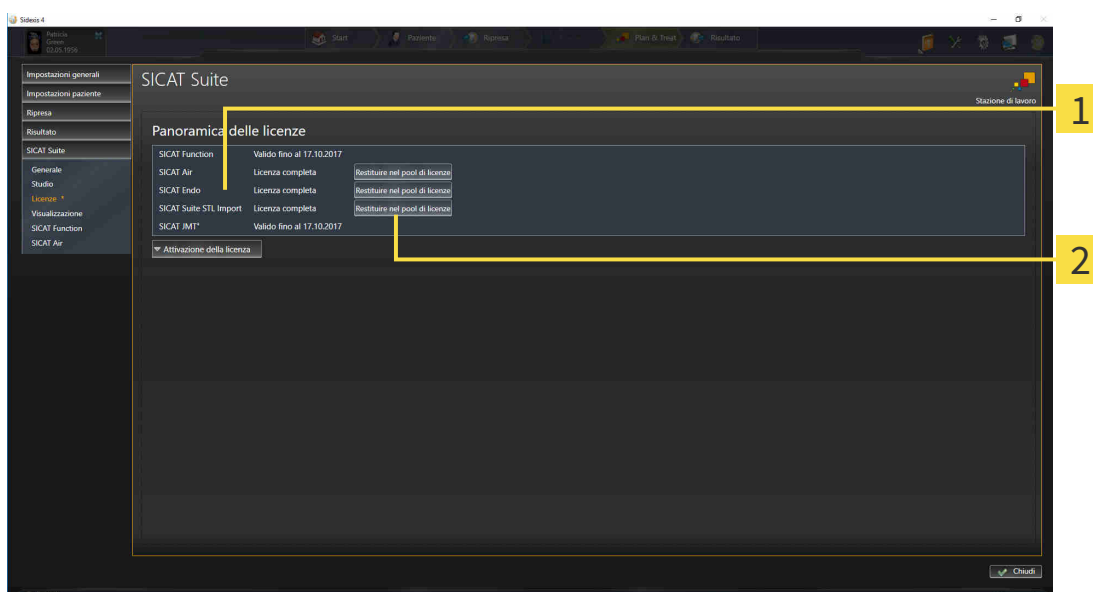 Sidexis 4
Patricia
Green
02.05.1956
Start
Paziente
Ripresa
Plan & Treat
Risultato
Impostazioni generali
Impostazioni paziente
Ripresa
Risultato
SICAT Suite
Generale
Studio
Licenze *
Visualizzazione
SICAT Function
SICAT Air
SICAT Suite
Stazione di lavoro
Panoramica delle licenze
SICAT Function Valido fino al 17.10.2017
SICAT Air Licenza completa Restituire nel pool di licenze
SICAT Endo Licenza completa Restituire nel pool di licenze
SICAT Suite STL Import Licenza completa Restituire nel pool di licenze
SICAT JMT⁺ Valido fino al 17.10.2017
Attivazione della licenza
Chiudi
1
2